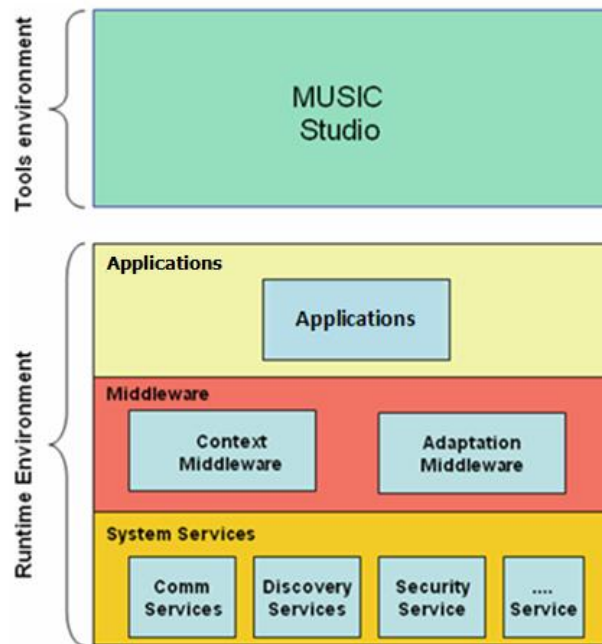 Tools environment
MUSIC
Studio
Runtime Environment
Applications
Applications
Middleware
Context
Middleware
Adaptation
Middleware
System Services
Comm
Services
Discovery
Services
Security
Service
....
Service